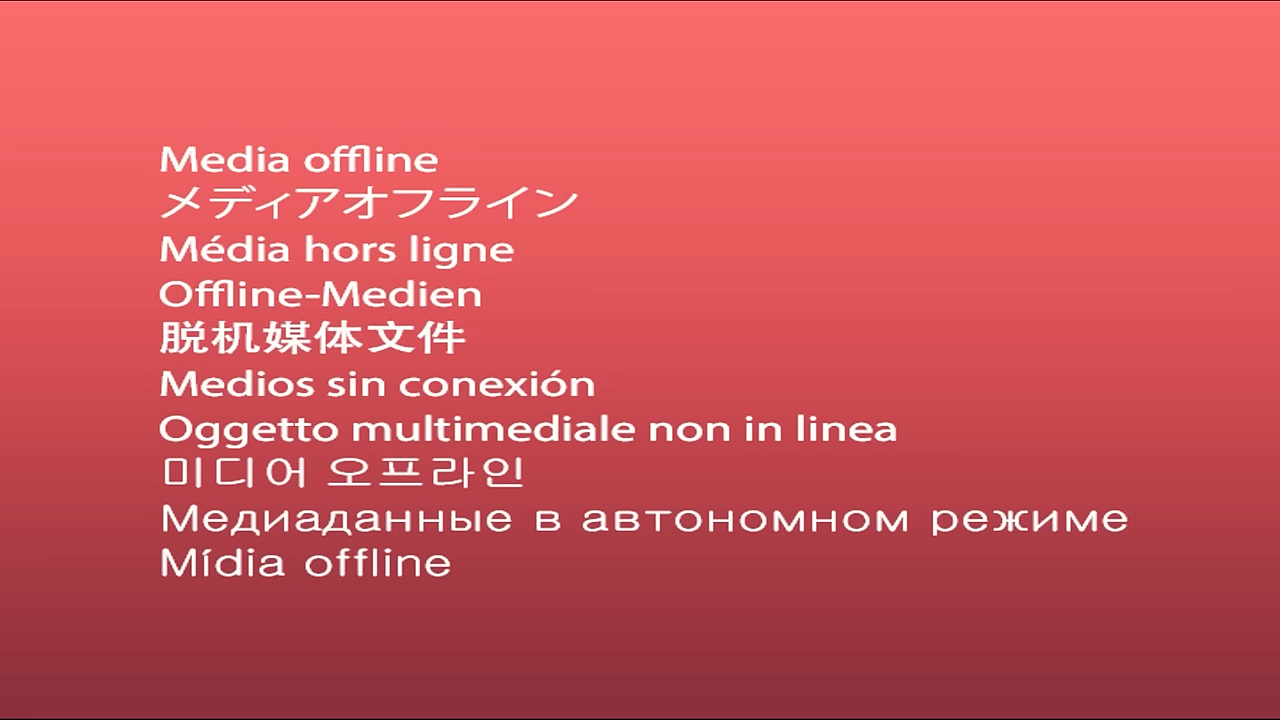 Media offline
メディアオフライン
Média hors ligne
Offline-Medien
脱机媒体文件
Medios sin conexión
Oggetto multimediale non in linea
미디어 오프라인
Медиаданные в автономном режиме
Mídia offline